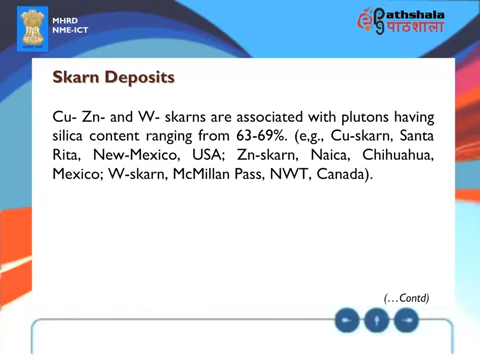 MHRD
NME-ICT
ePathshala
पाठशाला
Skarn Deposits
Cu- Zn- and W- skarns are associated with plutons having
silica content ranging from 63-69%. (e,g., Cu-skarn, Santa
Rita, New-Mexico, USA; Zn-skarn, Naica, Chihuahua,
Mexico; W-skarn, McMillan Pass, NWT, Canada).
(…Contd)